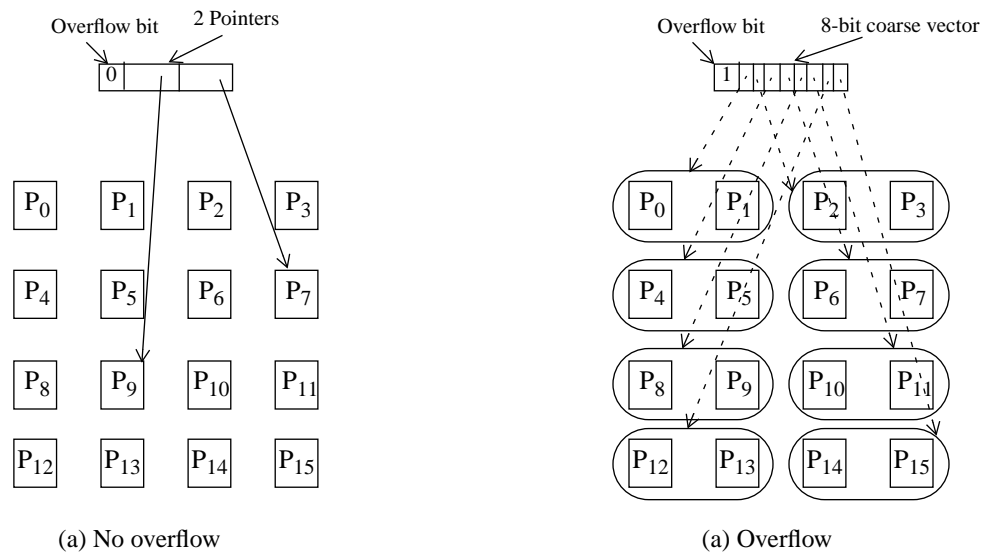 Overflow bit
2 Pointers
0
P0 P1 P2 P3
P4 P5 P6 P7
P8 P9 P10 P11
P12 P13 P14 P15
(a) No overflow
Overflow bit
8-bit coarse vector
1
P0 P1 P2 P3
P4 P5 P6 P7
P8 P9 P10 P11
P12 P13 P14 P15
(a) Overflow